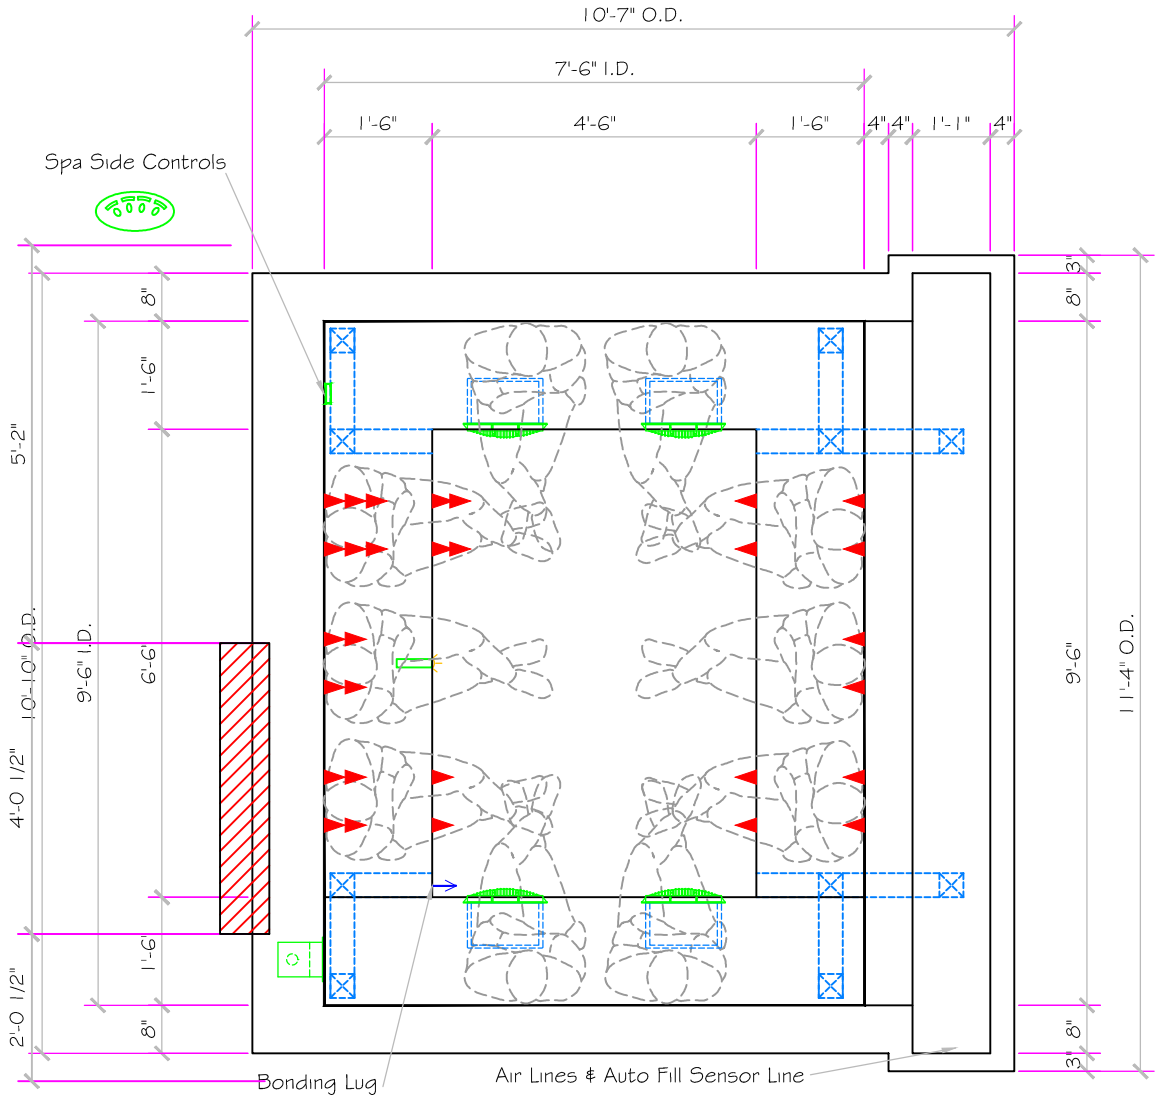 10'-7" O.D.
7'-6" I.D.
1'-6"
4'-6"
1'-6"
4"
4"
1'-1"
4"
Spa Side Controls
3"
8"
8"
1'-6"
5'-2"
10'-10" O.D.
9'-6" I.D.
6'-6"
9'-6"
11'-4" O.D.
4'-0 1/2"
1'-6"
2'-0 1/2"
8"
8"
3"
Bonding Lug
Air Lines & Auto Fill Sensor Line